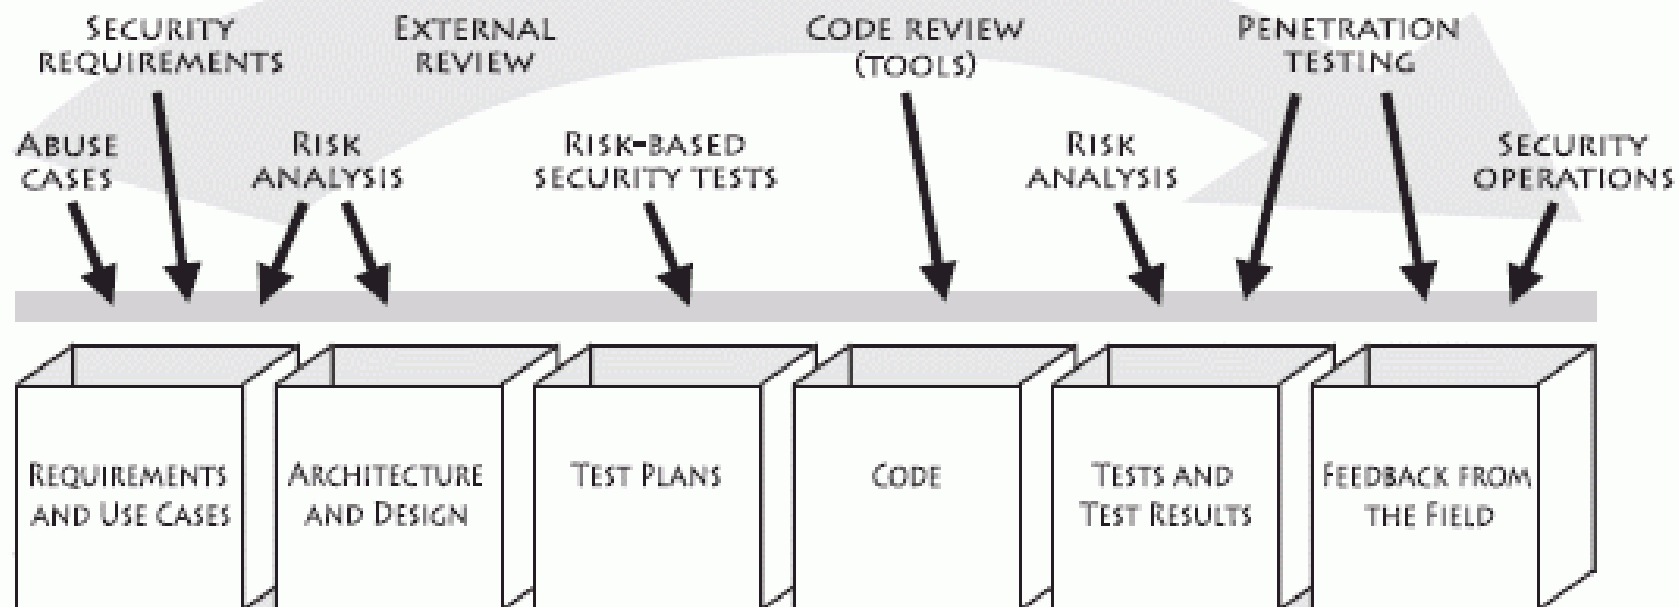 SECURITY
REQUIREMENTS
EXTERNAL
REVIEW
CODE REVIEW
(TOOLS)
PENETRATION
TESTING
ABUSE
CASES
RISK
ANALYSIS
RISK-BASED
SECURITY TESTS
RISK
ANALYSIS
SECURITY
OPERATIONS
REQUIREMENTS
AND USE CASES
ARCHITECTURE
AND DESIGN
TEST PLANS
CODE
TESTS AND
TEST RESULTS
FEEDBACK FROM
THE FIELD